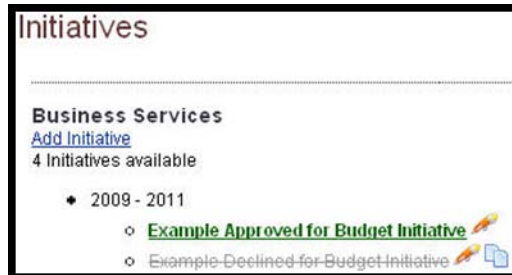 Initiatives
Business Services
Add Initiative
4 Initiatives available
2009 - 2011
Example Approved for Budget Initiative
Example Declined for Budget Initiative